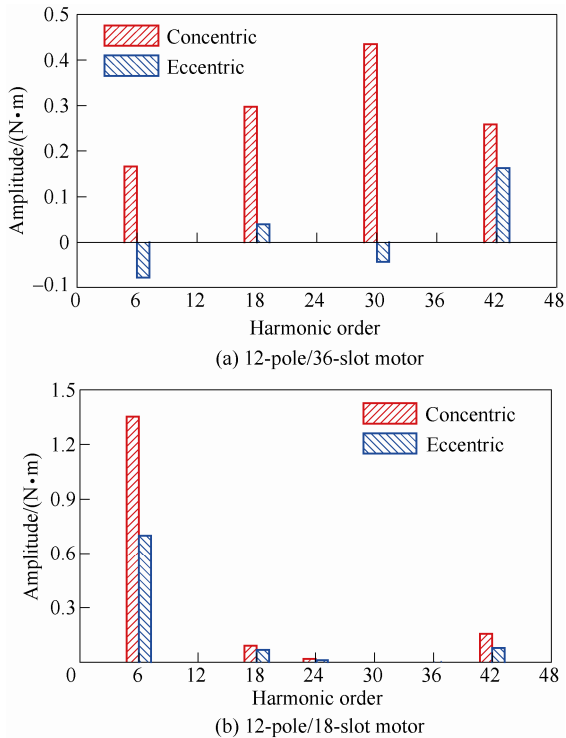 0.5
0.4
0.3
0.2
0.1
0
−0.1
Amplitude/(N•m)
Concentric
Eccentric
0 6 12 18 24 30 36 42 48
Harmonic order
(a) 12-pole/36-slot motor
1.5
1.2
0.9
0.6
0.3
Amplitude/(N•m)
Concentric
Eccentric
0 6 12 18 24 30 36 42 48
Harmonic order
(b) 12-pole/18-slot motor